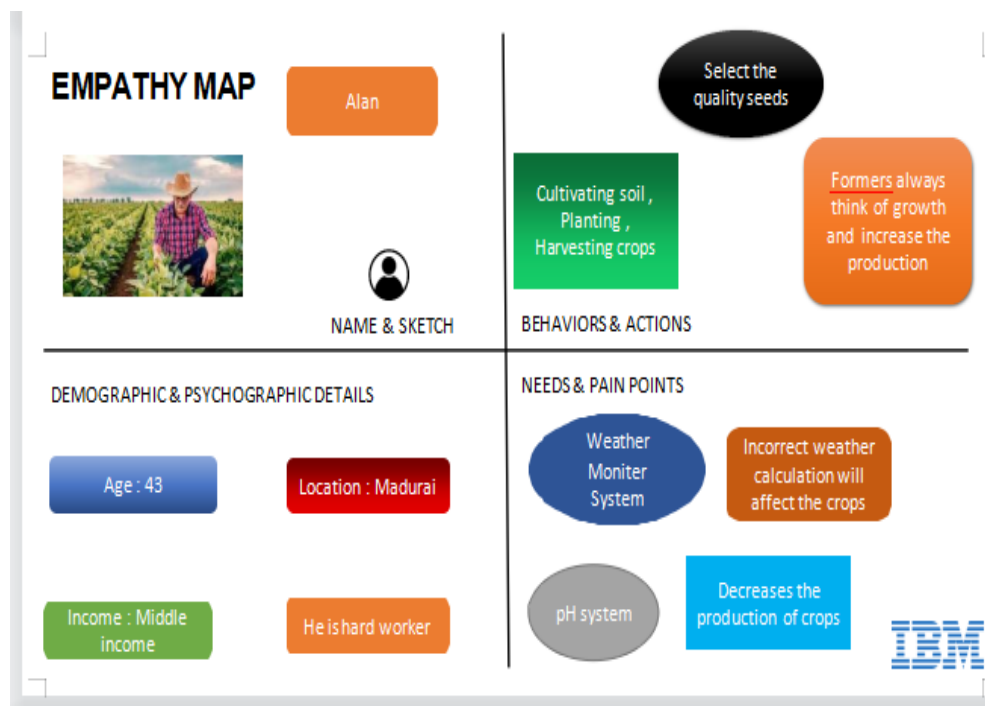 EMPATHY MAP
Alan
NAME & SKETCH
Select the
quality seeds
Cultivating soil ,
Planting ,
Harvesting crops
Formers always
think of growth
and increase the
production
BEHAVIORS & ACTIONS
DEMOGRAPHIC & PSYCHOGRAPHIC DETAILS
Age : 43
Location : Madurai
Income : Middle
income
He is hard worker
NEEDS & PAIN POINTS
Weather
Moniter
System
Incorrect weather
calculation will
affect the crops
pH system
Decreases the
production of crops
IBM